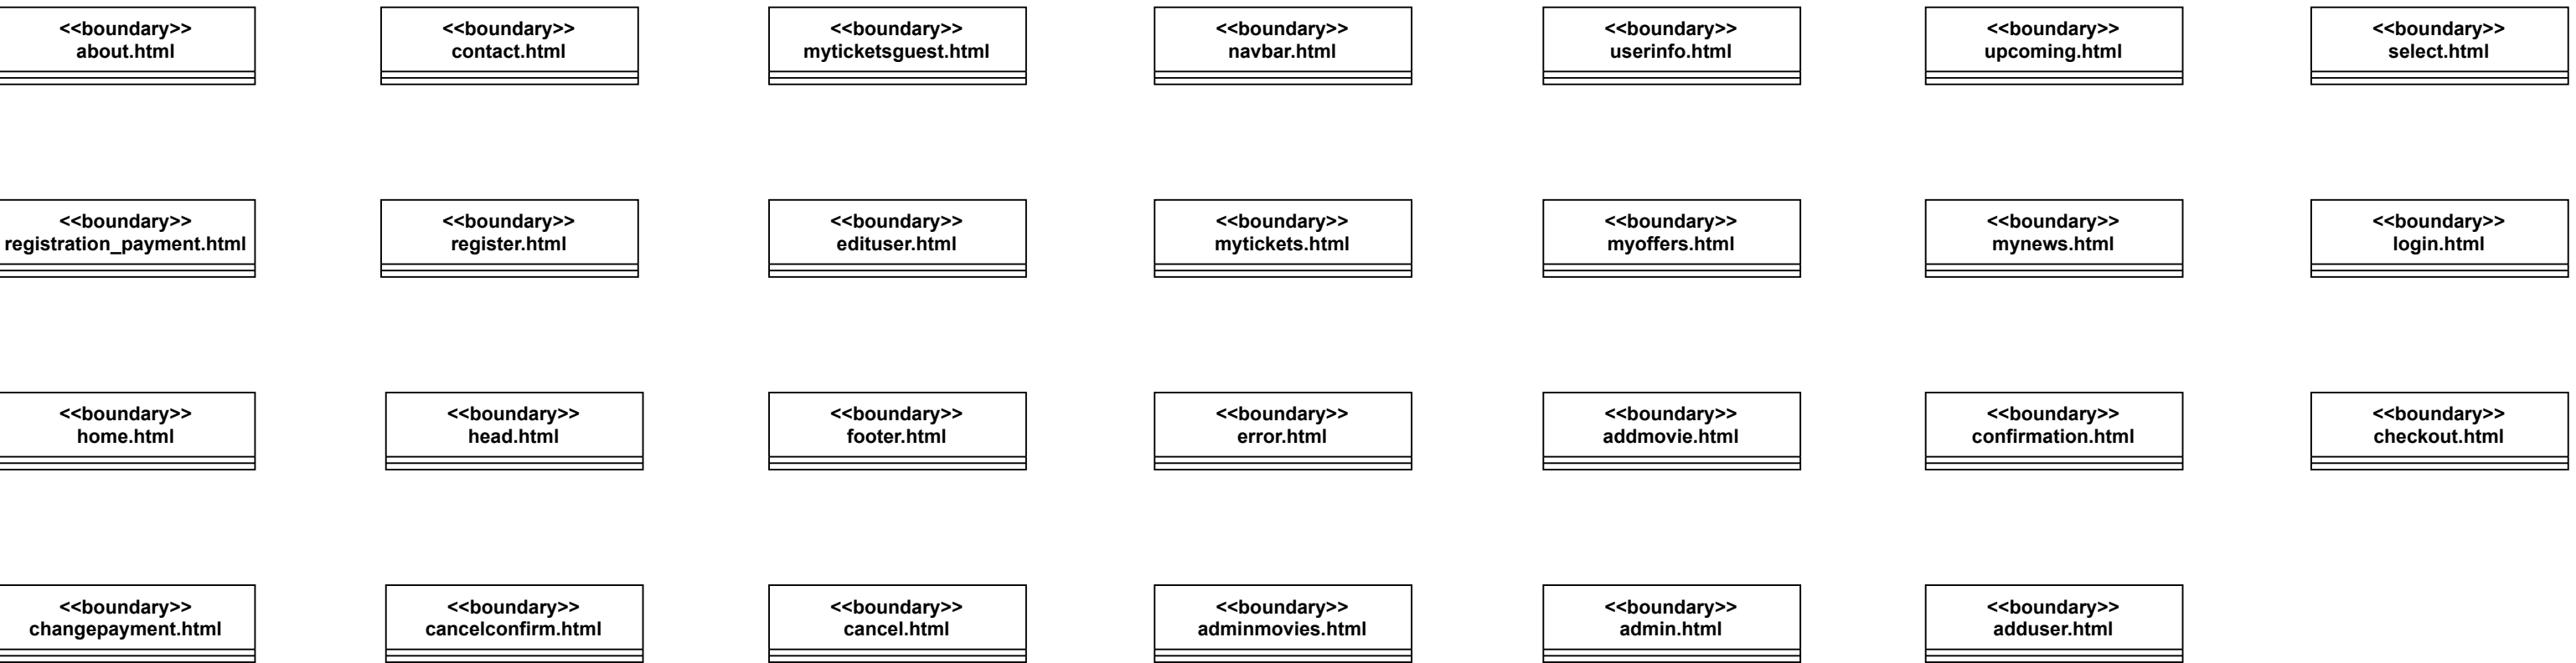 <<boundary>>
about.html
<<boundary>>
contact.html
<<boundary>>
myticketsguest.html
<<boundary>>
navbar.html
<<boundary>>
userinfo.html
<<boundary>>
upcoming.html
<<boundary>>
select.html
<<boundary>>
registration_payment.html
<<boundary>>
register.html
<<boundary>>
edituser.html
<<boundary>>
mytickets.html
<<boundary>>
myoffers.html
<<boundary>>
mynews.html
<<boundary>>
login.html
<<boundary>>
home.html
<<boundary>>
head.html
<<boundary>>
footer.html
<<boundary>>
error.html
<<boundary>>
addmovie.html
<<boundary>>
confirmation.html
<<boundary>>
checkout.html
<<boundary>>
changepayment.html
<<boundary>>
cancelconfirm.html
<<boundary>>
cancel.html
<<boundary>>
adminmovies.html
<<boundary>>
admin.html
<<boundary>>
adduser.html